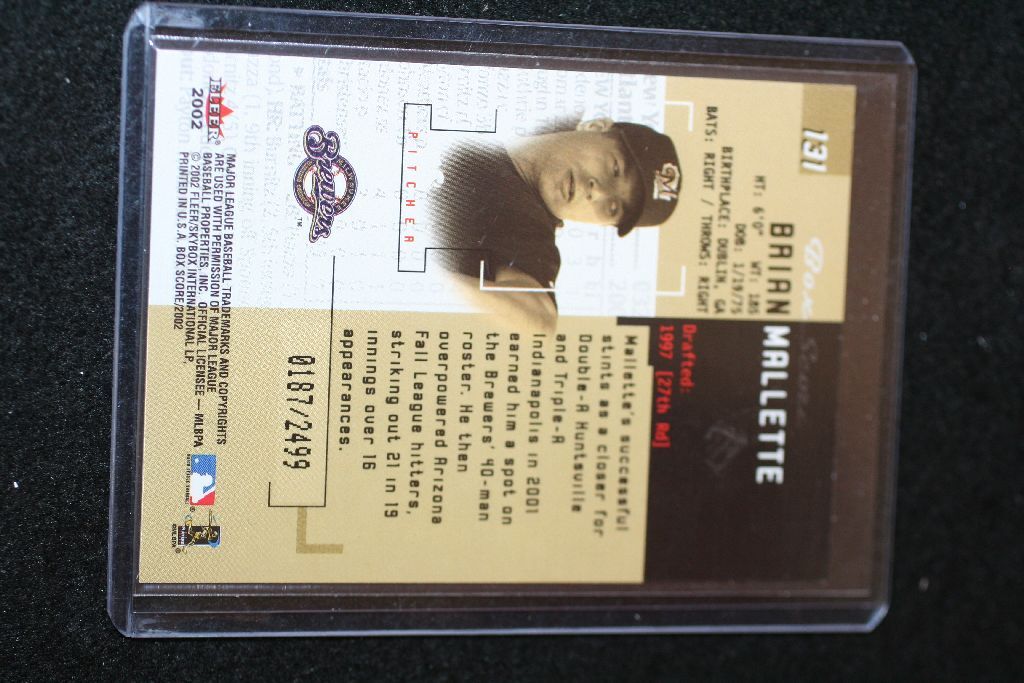 131
BRIAN MALLETTE
HT: 6'0" WT: 185
DOB: 1/19/75
BIRTHPLACE: DUBLIN, GA
BATS: RIGHT / THROWS: RIGHT
Drafted:
1997 [27th Rd]
Mallette's successful
stints as a closer for
Double-A Huntsville
and Triple-A
Indianapolis in 2001
earned him a spot on
the Brewers' 40-man
roster. He then
overpowered Arizona
Fall League hitters,
striking out 21 in 19
innings over 16
appearances.
PITCHER
Brewers
TM
0187/2499
FLEER
2002
MAJOR LEAGUE BASEBALL TRADEMARKS AND COPYRIGHTS
ARE USED WITH PERMISSION OF MAJOR LEAGUE
BASEBALL PROPERTIES, INC. OFFICIAL LICENSEE — MLBPA
© 2002 FLEER/SKYBOX INTERNATIONAL LP.
PRINTED IN U.S.A. BOX SCORE/2002